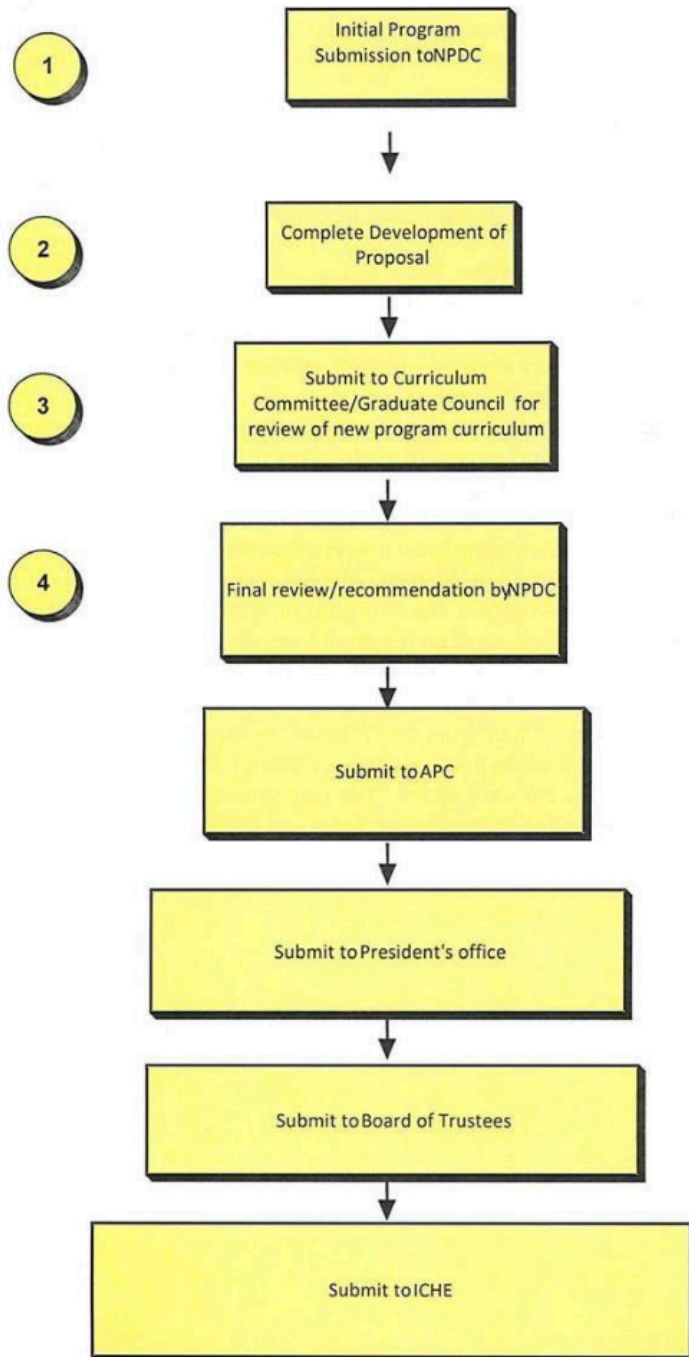 1
Initial Program
Submission toNPDC
2
Complete Development of
Proposal
3
Submit to Curriculum
Committee/Graduate Council for
review of new program curriculum
4
Final review/recommendation byNPDC
Submit toAPC
Submit toPresident's office
Submit toBoard of Trustees
Submit toICHE